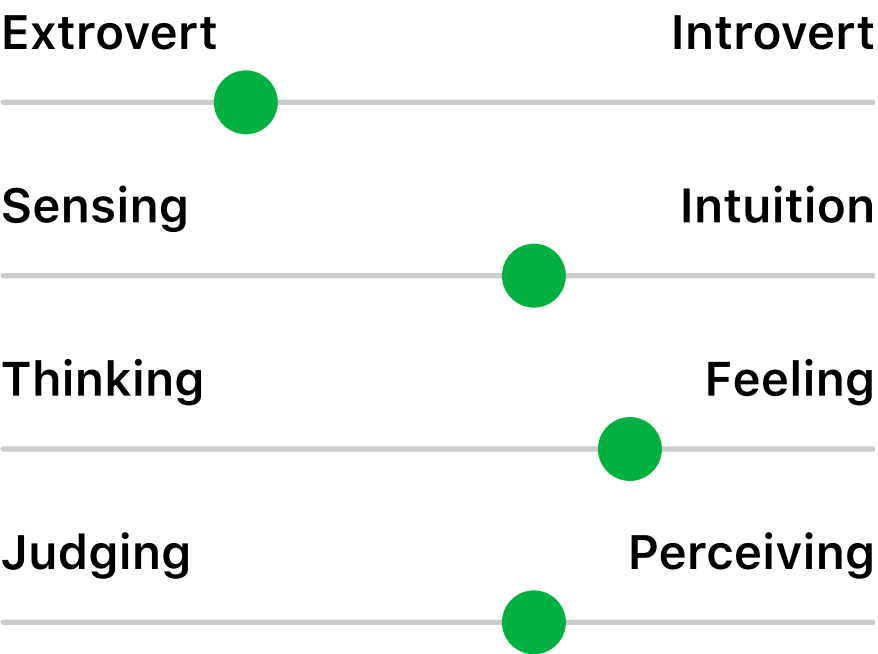 Extrovert Introvert
Sensing Intuition
Thinking Feeling
Judging Perceiving